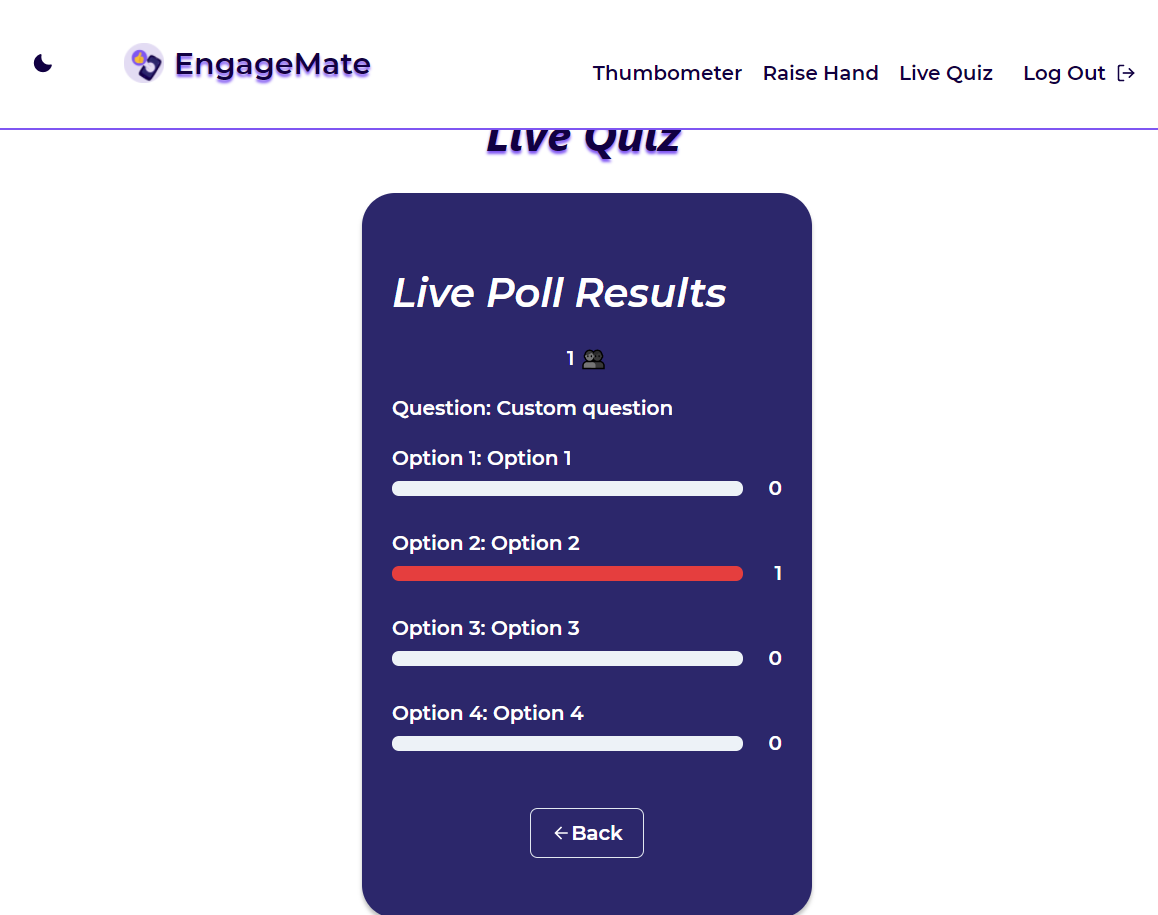 EngageMate
Thumbometer Raise Hand Live Quiz Log Out
Live Quiz
Live Poll Results
1
Question: Custom question
Option 1: Option 1
0
Option 2: Option 2
1
Option 3: Option 3
0
Option 4: Option 4
0
Back